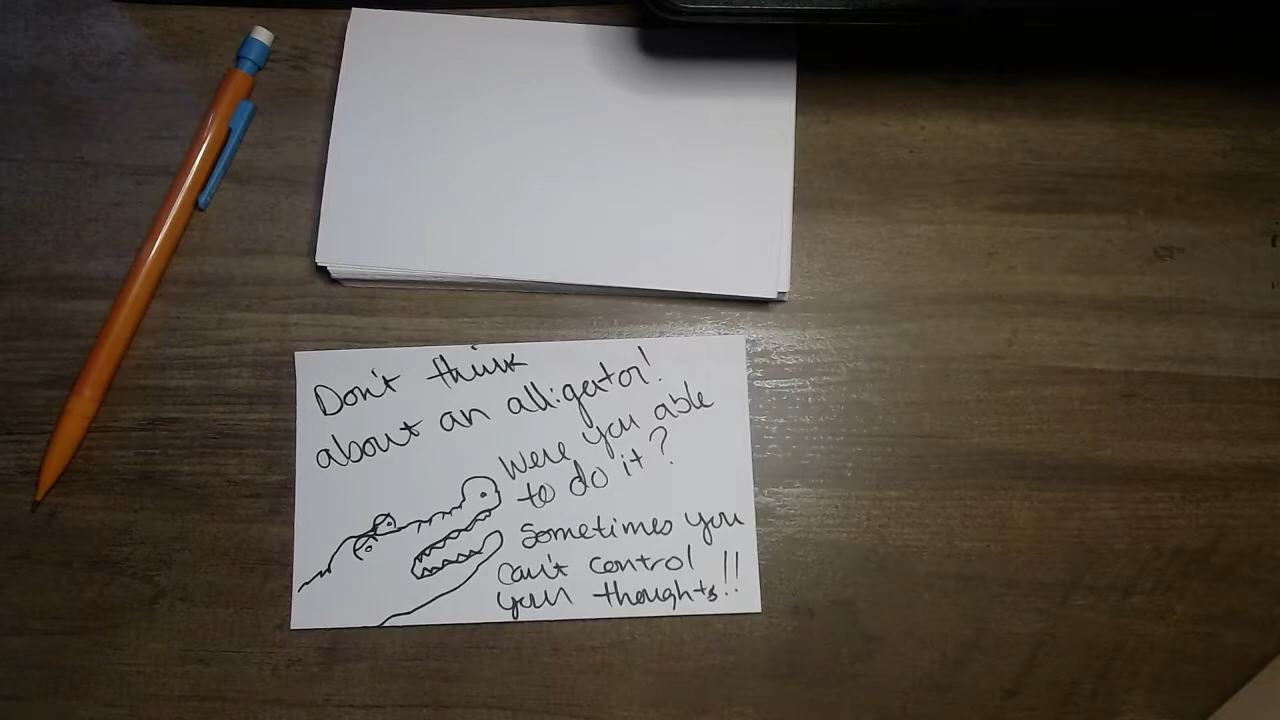 Don't think
about an alligator!
Were you able
to do it?
Sometimes you
can't control
your thoughts!!